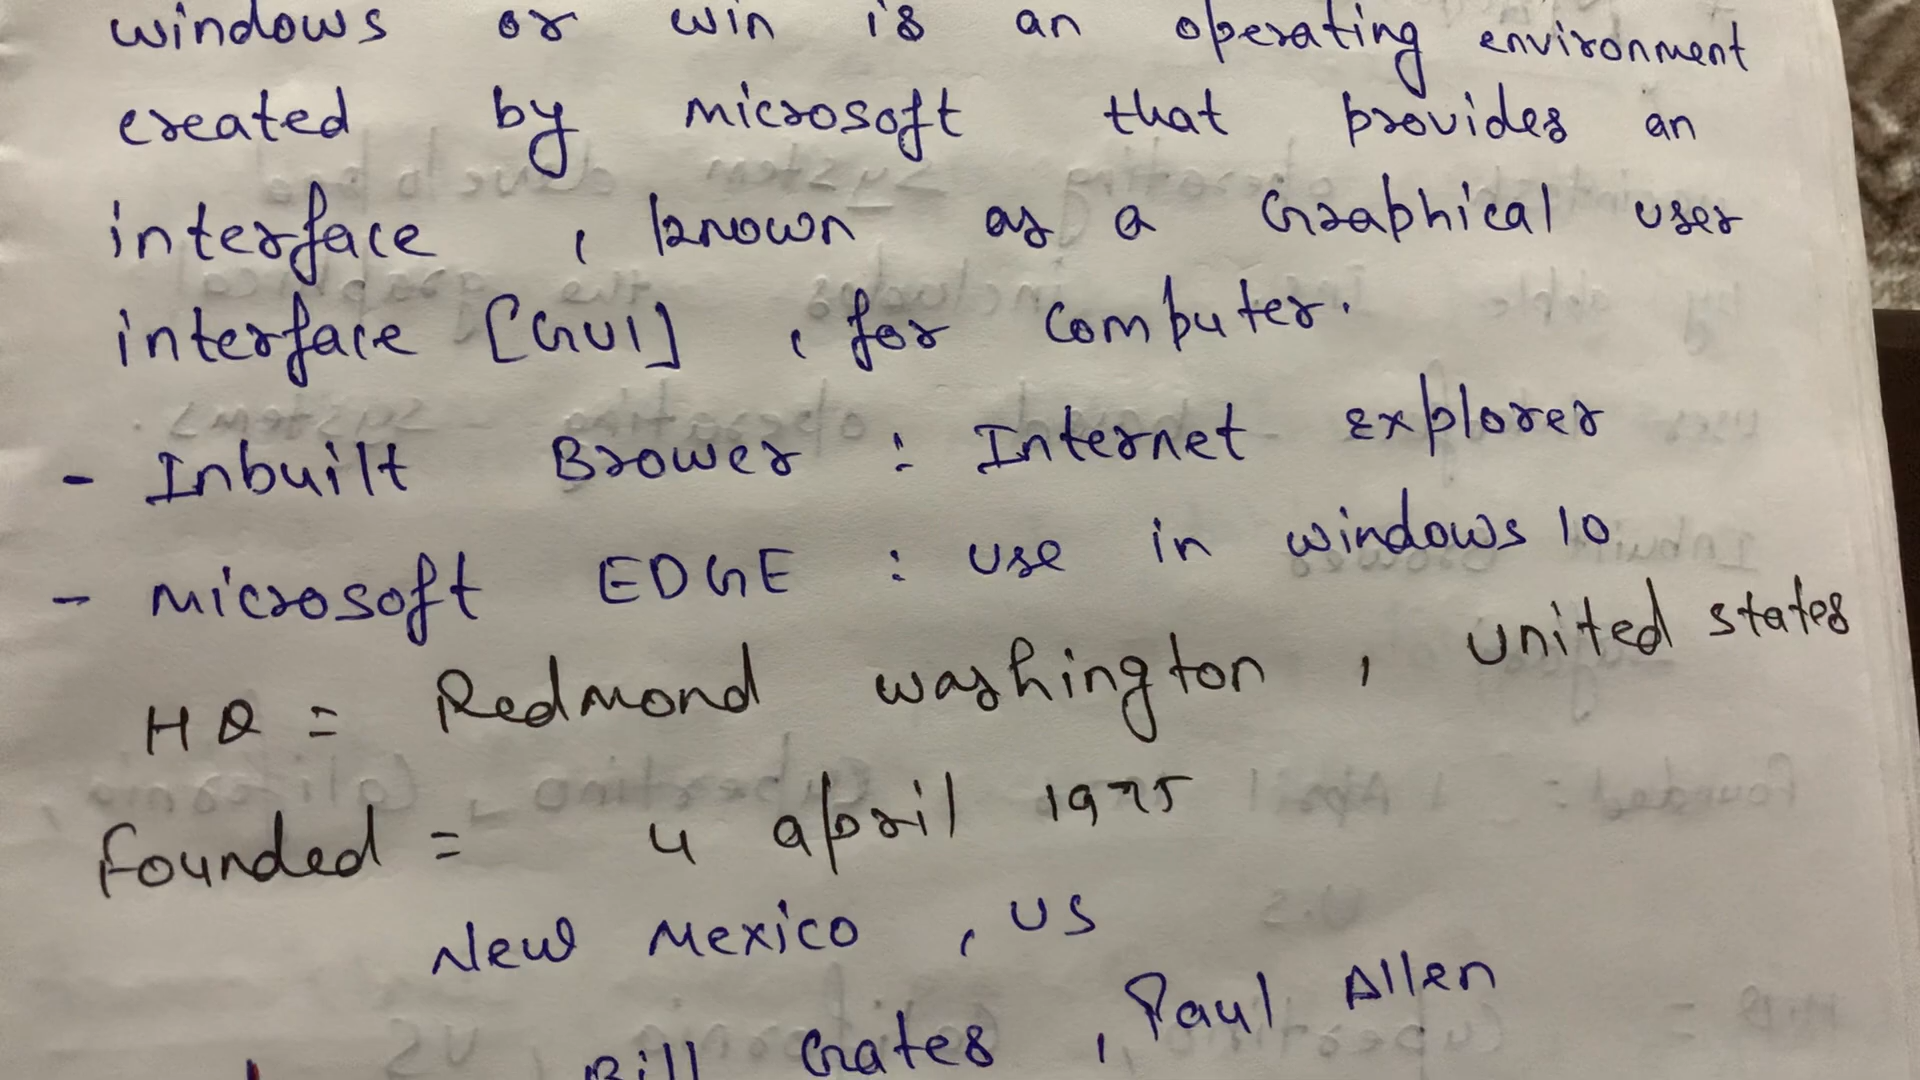 windows or win is an operating environment
created by microsoft that provides an
interface , known as a Graphical user
interface [GUI] , for computer.
- Inbuilt Brower : Internet Explorer
- microsoft EDGE : use in windows 10
HQ = Redmond washington , united states
founded = 4 april 1975
New Mexico , US
Bill Gates , Paul Allen